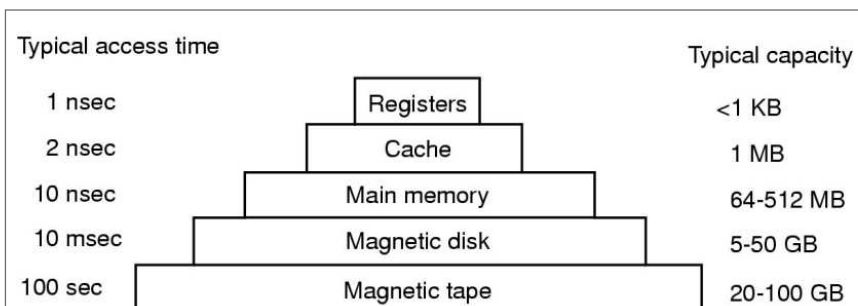 Typical access time
Typical capacity
1 nsec Registers <1 KB
2 nsec Cache 1 MB
10 nsec Main memory 64-512 MB
10 msec Magnetic disk 5-50 GB
100 sec Magnetic tape 20-100 GB